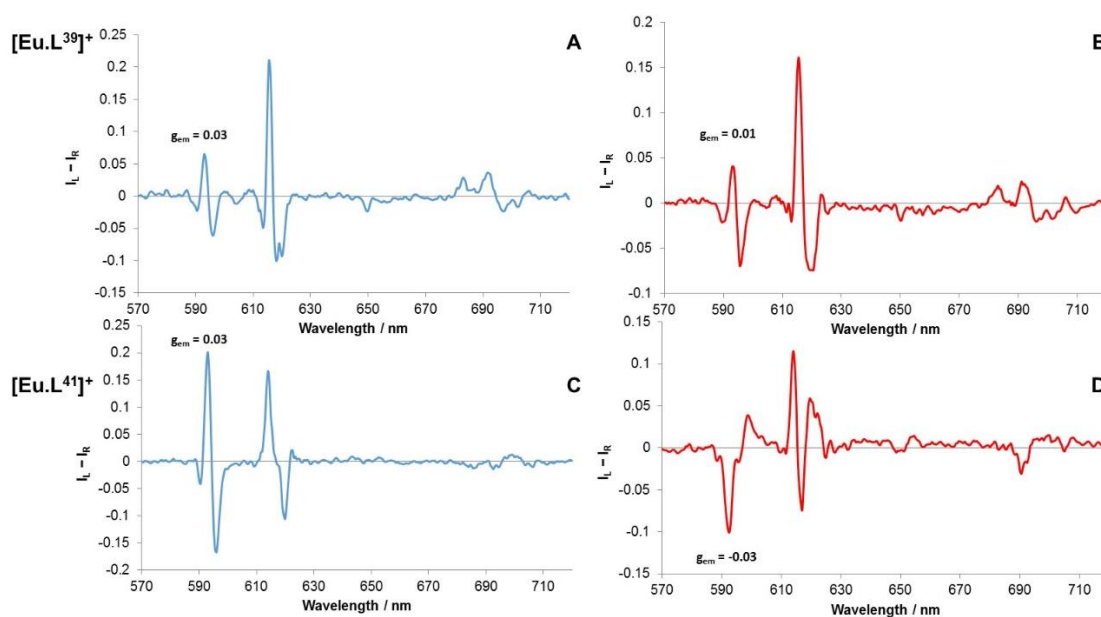 [Eu.L³⁹]⁺
A
I_L – I_R
0.25
0.2
0.15
0.1
0.05
0
-0.05
-0.1
-0.15
g_em = 0.03
570 590 610 630 650 670 690 710
Wavelength / nm
B
I_L – I_R
0.2
0.15
0.1
0.05
0
-0.05
-0.1
g_em = 0.01
570 590 610 630 650 670 690 710
Wavelength / nm
[Eu.L⁴¹]⁺
C
I_L – I_R
0.25
0.2
0.15
0.1
0.05
0
-0.05
-0.1
-0.15
-0.2
g_em = 0.03
570 590 610 630 650 670 690 710
Wavelength / nm
D
I_L – I_R
0.15
0.1
0.05
0
-0.05
-0.1
-0.15
g_em = -0.03
570 590 610 630 650 670 690 710
Wavelength / nm